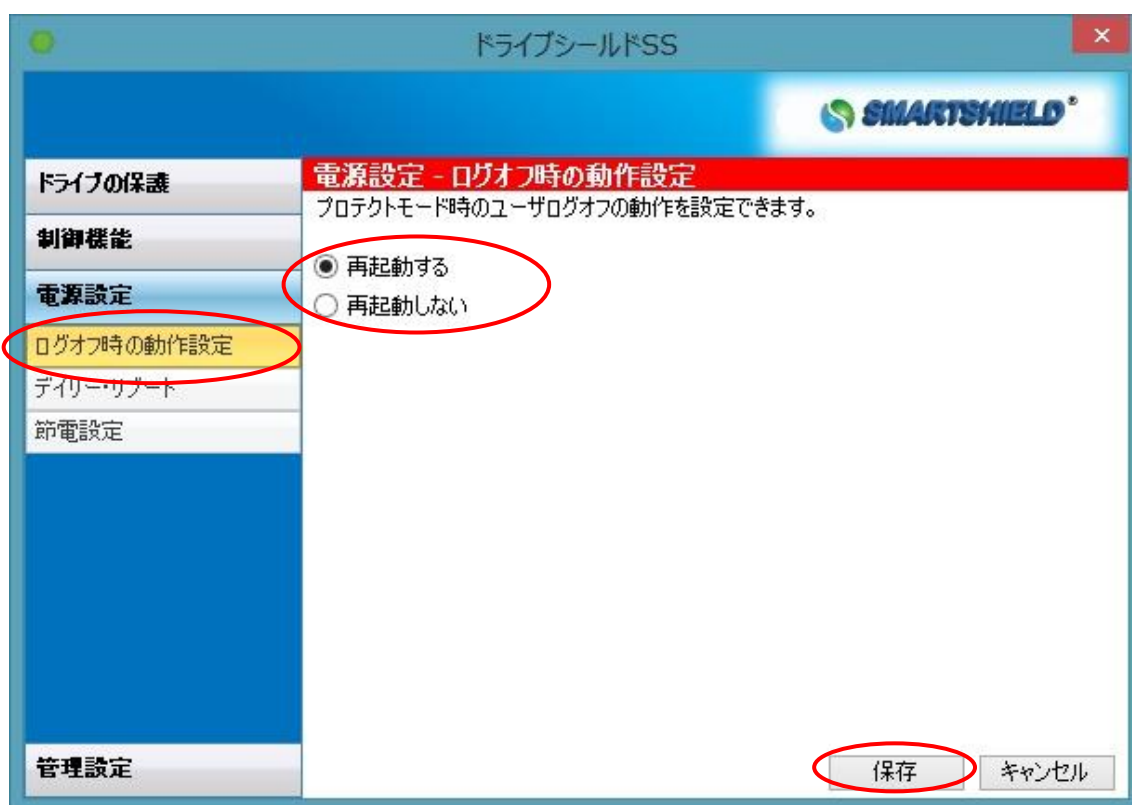 ドライブシールドSS
SMARTSHIELD®
ドライブの保護
制御機能
電源設定
ログオフ時の動作設定
デイリー・リブート
節電設定
管理設定
電源設定 - ログオフ時の動作設定
プロテクトモード時のユーザログオフの動作を設定できます。
再起動する
再起動しない
保存
キャンセル